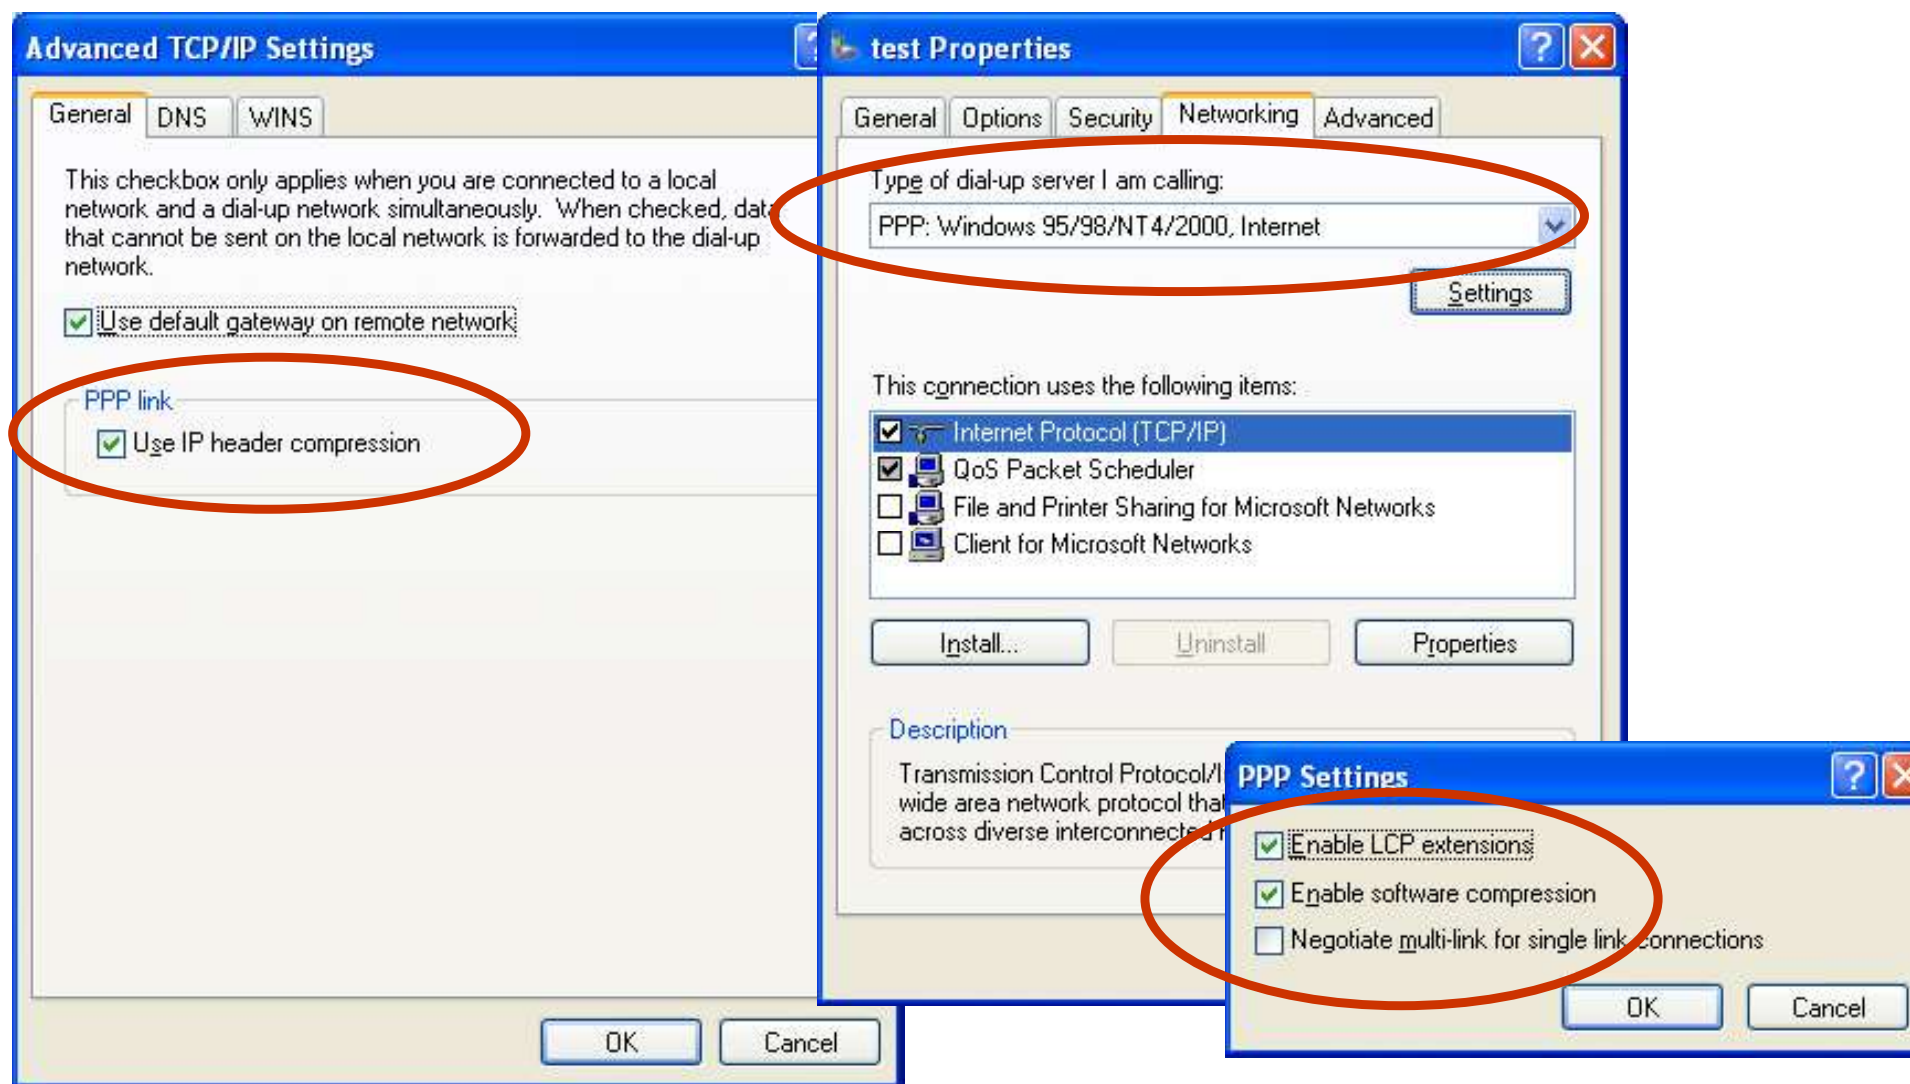 Advanced TCP/IP Settings
General DNS WINS
This checkbox only applies when you are connected to a local
network and a dial-up network simultaneously. When checked, data
that cannot be sent on the local network is forwarded to the dial-up
network.
Use default gateway on remote network
PPP link
Use IP header compression
OK Cancel
test Properties
General Options Security Networking Advanced
Type of dial-up server I am calling:
PPP: Windows 95/98/NT4/2000, Internet
Settings
This connection uses the following items:
Internet Protocol (TCP/IP)
QoS Packet Scheduler
File and Printer Sharing for Microsoft Networks
Client for Microsoft Networks
Install... Uninstall Properties
Description
Transmission Control Protocol/I
wide area network protocol that
across diverse interconnected
PPP Settings
Enable LCP extensions
Enable software compression
Negotiate multi-link for single link connections
OK Cancel